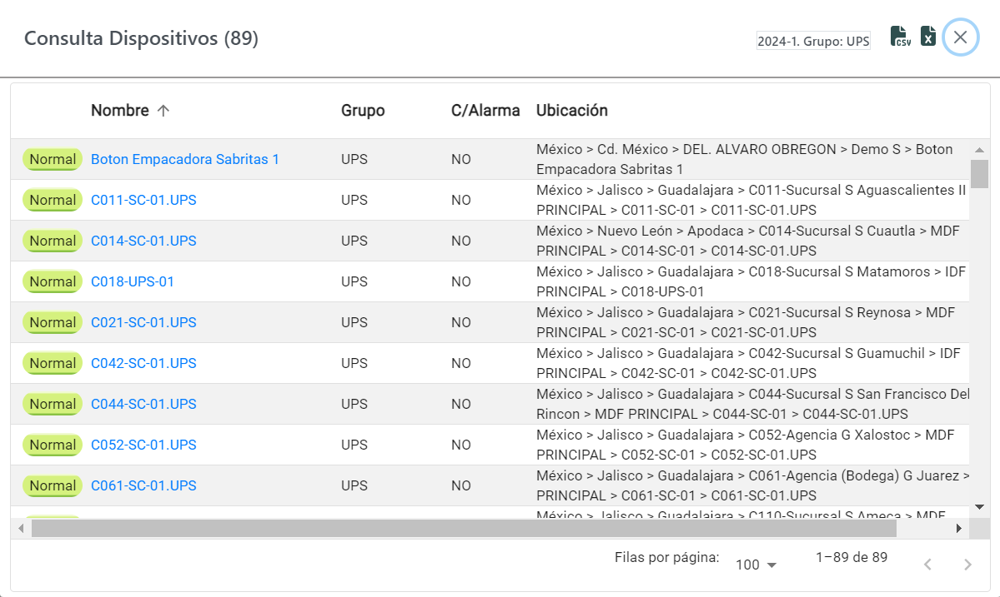 Consulta Dispositivos (89)
2024-1. Grupo: UPS
CSV
X
Nombre Grupo C/Alarma Ubicación
Normal Boton Empacadora Sabritas 1 UPS NO México > Cd. México > DEL. ALVARO OBREGON > Demo S > Boton
Empacadora Sabritas 1
Normal C011-SC-01.UPS UPS NO México > Jalisco > Guadalajara > C011-Sucursal S Aguascalientes II
PRINCIPAL > C011-SC-01 > C011-SC-01.UPS
Normal C014-SC-01.UPS UPS NO México > Nuevo León > Apodaca > C014-Sucursal S Cuautla > MDF
PRINCIPAL > C014-SC-01 > C014-SC-01.UPS
Normal C018-UPS-01 UPS NO México > Jalisco > Guadalajara > C018-Sucursal S Matamoros > IDF
PRINCIPAL > C018-UPS-01
Normal C021-SC-01.UPS UPS NO México > Jalisco > Guadalajara > C021-Sucursal S Reynosa > MDF
PRINCIPAL > C021-SC-01 > C021-SC-01.UPS
Normal C042-SC-01.UPS UPS NO México > Jalisco > Guadalajara > C042-Sucursal S Guamuchil > IDF
PRINCIPAL > C042-SC-01 > C042-SC-01.UPS
Normal C044-SC-01.UPS UPS NO México > Jalisco > Guadalajara > C044-Sucursal S San Francisco Del
Rincon > MDF PRINCIPAL > C044-SC-01 > C044-SC-01.UPS
Normal C052-SC-01.UPS UPS NO México > Jalisco > Guadalajara > C052-Agencia G Xalostoc > MDF
PRINCIPAL > C052-SC-01 > C052-SC-01.UPS
Normal C061-SC-01.UPS UPS NO México > Jalisco > Guadalajara > C061-Agencia (Bodega) G Juarez >
PRINCIPAL > C061-SC-01 > C061-SC-01.UPS
México > Jalisco > Guadalajara > C110-Sucursal S Ameca > MDF
Filas por página: 100 1–89 de 89